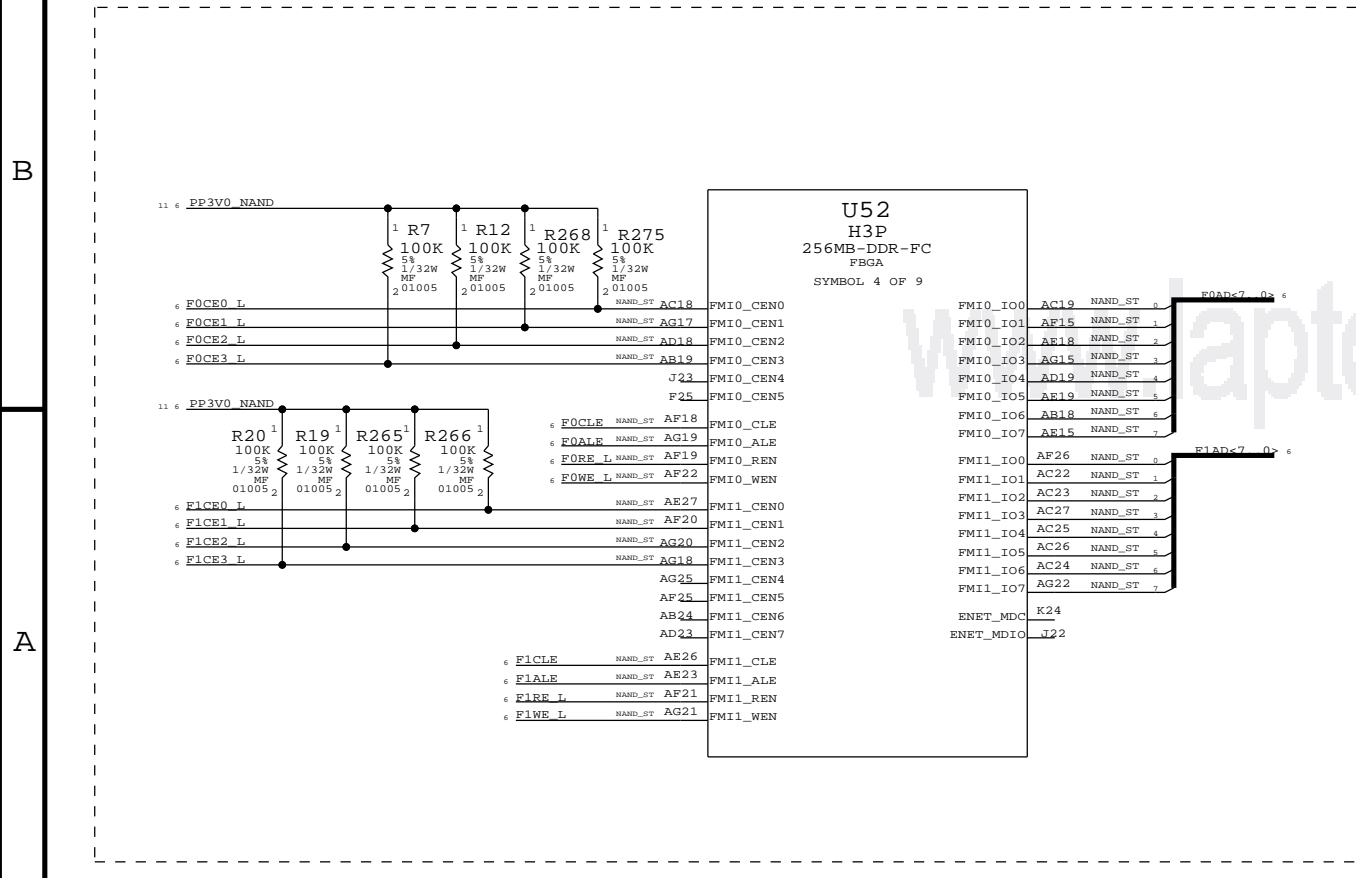 B
A
11 6 PP3V0_NAND
1 R7
100K
5%
1/32W
MF
2 01005
1 R12
100K
5%
1/32W
MF
2 01005
1 R268
100K
5%
1/32W
MF
2 01005
1 R275
100K
5%
1/32W
MF
2 01005
6 F0CE0_L NAND_ST AC18 FMI0_CEN0
6 F0CE1_L NAND_ST AG17 FMI0_CEN1
6 F0CE2_L NAND_ST AD18 FMI0_CEN2
6 F0CE3_L NAND_ST AB19 FMI0_CEN3
J23 FMI0_CEN4
F25 FMI0_CEN5
6 F0CLE NAND_ST AF18 FMI0_CLE
6 F0ALE NAND_ST AG19 FMI0_ALE
6 F0RE_L NAND_ST AF19 FMI0_REN
6 F0WE_L NAND_ST AF22 FMI0_WEN
11 6 PP3V0_NAND
R20 1
100K
5%
1/32W
MF
01005 2
R19 1
100K
5%
1/32W
MF
01005 2
R265 1
100K
5%
1/32W
MF
01005 2
R266 1
100K
5%
1/32W
MF
01005 2
6 F1CE0_L NAND_ST AE27 FMI1_CEN0
6 F1CE1_L NAND_ST AF20 FMI1_CEN1
6 F1CE2_L NAND_ST AG20 FMI1_CEN2
6 F1CE3_L NAND_ST AG18 FMI1_CEN3
AG25 FMI1_CEN4
AF25 FMI1_CEN5
AB24 FMI1_CEN6
AD23 FMI1_CEN7
6 F1CLE NAND_ST AE26 FMI1_CLE
6 F1ALE NAND_ST AE23 FMI1_ALE
6 F1RE_L NAND_ST AF21 FMI1_REN
6 F1WE_L NAND_ST AG21 FMI1_WEN
U52
H3P
256MB-DDR-FC
FBGA
SYMBOL 4 OF 9
FMI0_IO0 AC19 NAND_ST 0
FMI0_IO1 AF15 NAND_ST 1
FMI0_IO2 AE18 NAND_ST 2
FMI0_IO3 AG15 NAND_ST 3
FMI0_IO4 AD19 NAND_ST 4
FMI0_IO5 AE19 NAND_ST 5
FMI0_IO6 AB18 NAND_ST 6
FMI0_IO7 AE15 NAND_ST 7
F0AD<7..0> 6
FMI1_IO0 AF26 NAND_ST 0
FMI1_IO1 AC22 NAND_ST 1
FMI1_IO2 AC23 NAND_ST 2
FMI1_IO3 AC27 NAND_ST 3
FMI1_IO4 AC25 NAND_ST 4
FMI1_IO5 AC26 NAND_ST 5
FMI1_IO6 AC24 NAND_ST 6
FMI1_IO7 AG22 NAND_ST 7
F1AD<7..0> 6
ENET_MDC K24
ENET_MDIO J22